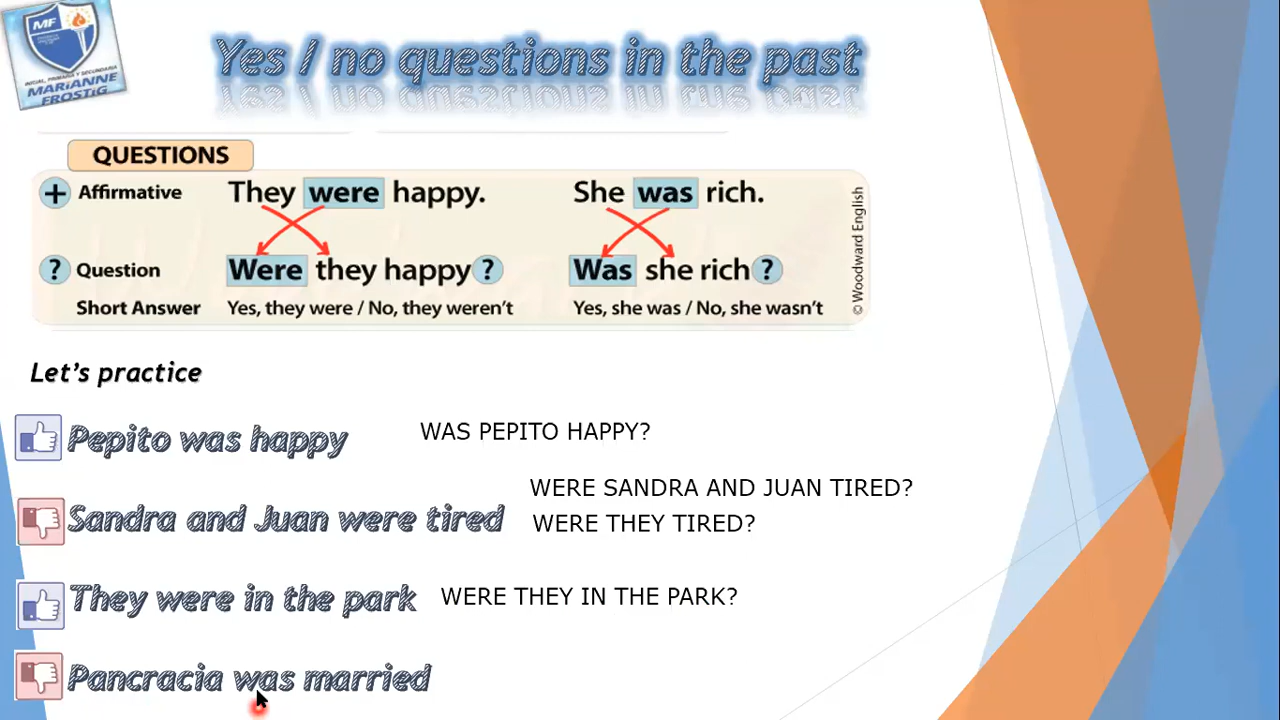 MF
INICIAL, PRIMARIA Y SECUNDARIA
MARIANNE
FROSTIG
Yes / no questions in the past
QUESTIONS
+ Affirmative They were happy. She was rich.
? Question Were they happy ? Was she rich ?
Short Answer Yes, they were / No, they weren't Yes, she was / No, she wasn't
© Woodward English
Let's practice
Pepito was happy WAS PEPITO HAPPY?
WERE SANDRA AND JUAN TIRED?
Sandra and Juan were tired WERE THEY TIRED?
They were in the park WERE THEY IN THE PARK?
Pancracia was married